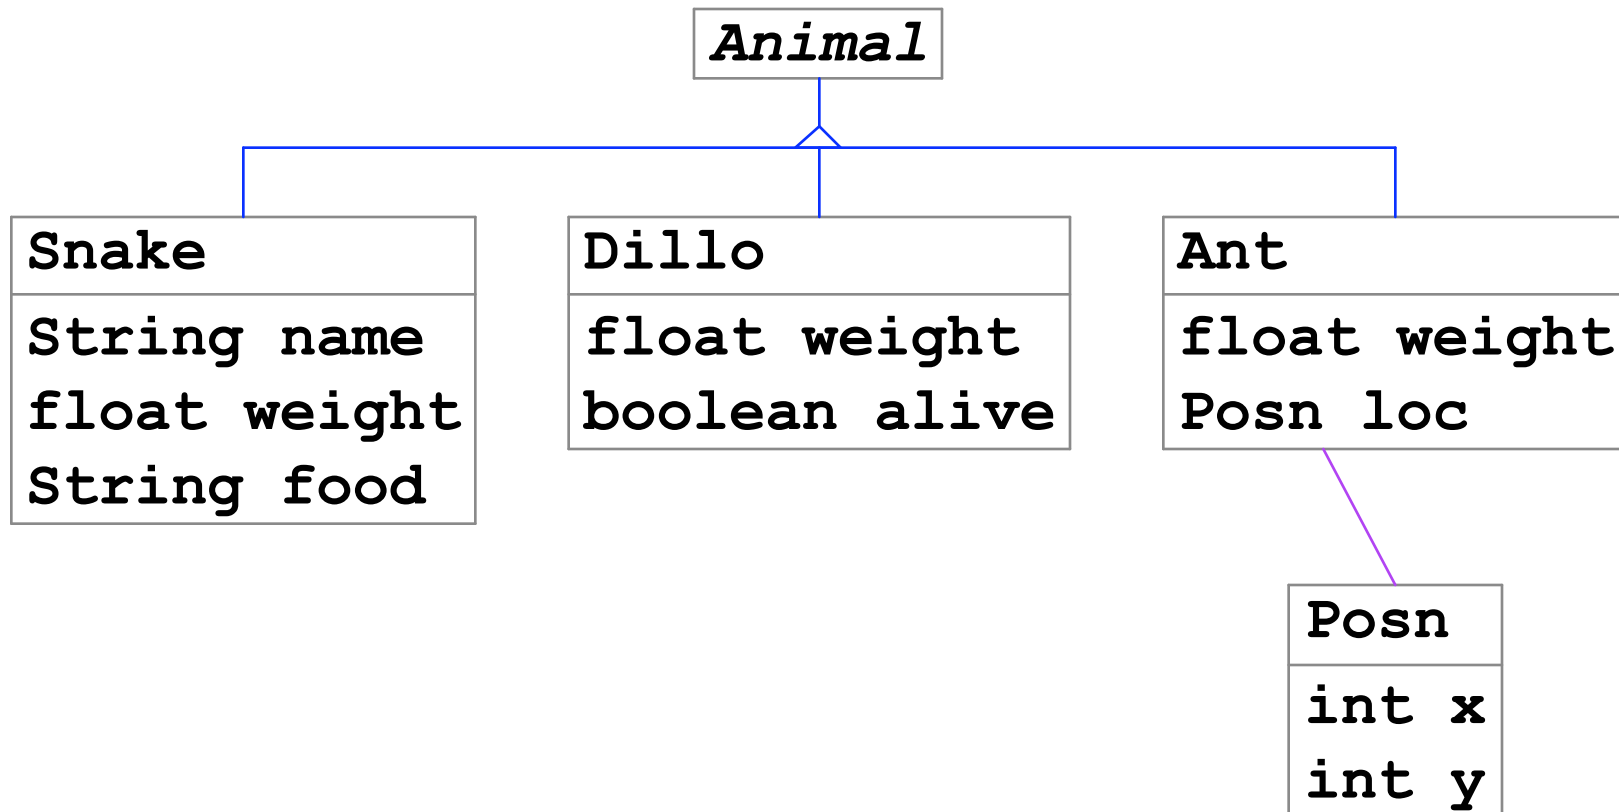 Animal
Snake
String name
float weight
String food
Dillo
float weight
boolean alive
Ant
float weight
Posn loc
Posn
int x
int y